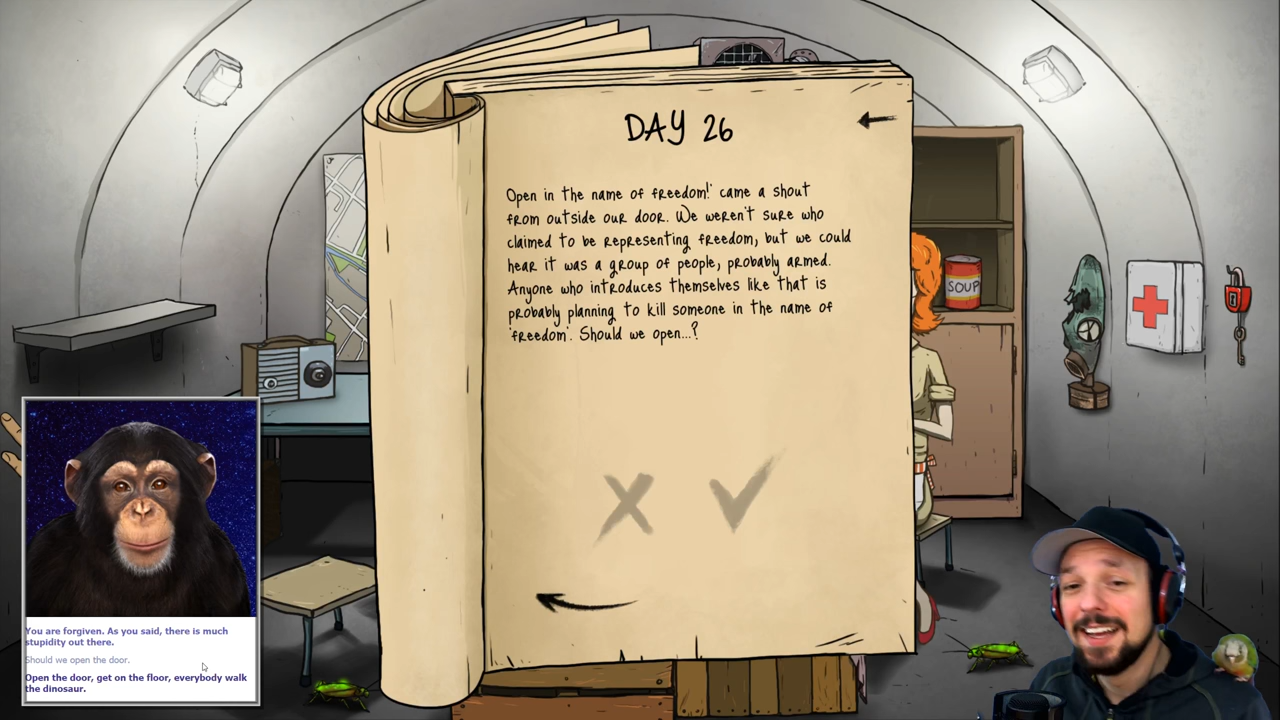 DAY 26
Open in the name of freedom!' came a shout
from outside our door. We weren't sure who
claimed to be representing freedom, but we could
hear it was a group of people, probably armed.
Anyone who introduces themselves like that is
probably planning to kill someone in the name of
'freedom'. Should we open...?
SOUP
You are forgiven. As you said, there is much
stupidity out there.
Should we open the door.
Open the door, get on the floor, everybody walk
the dinosaur.